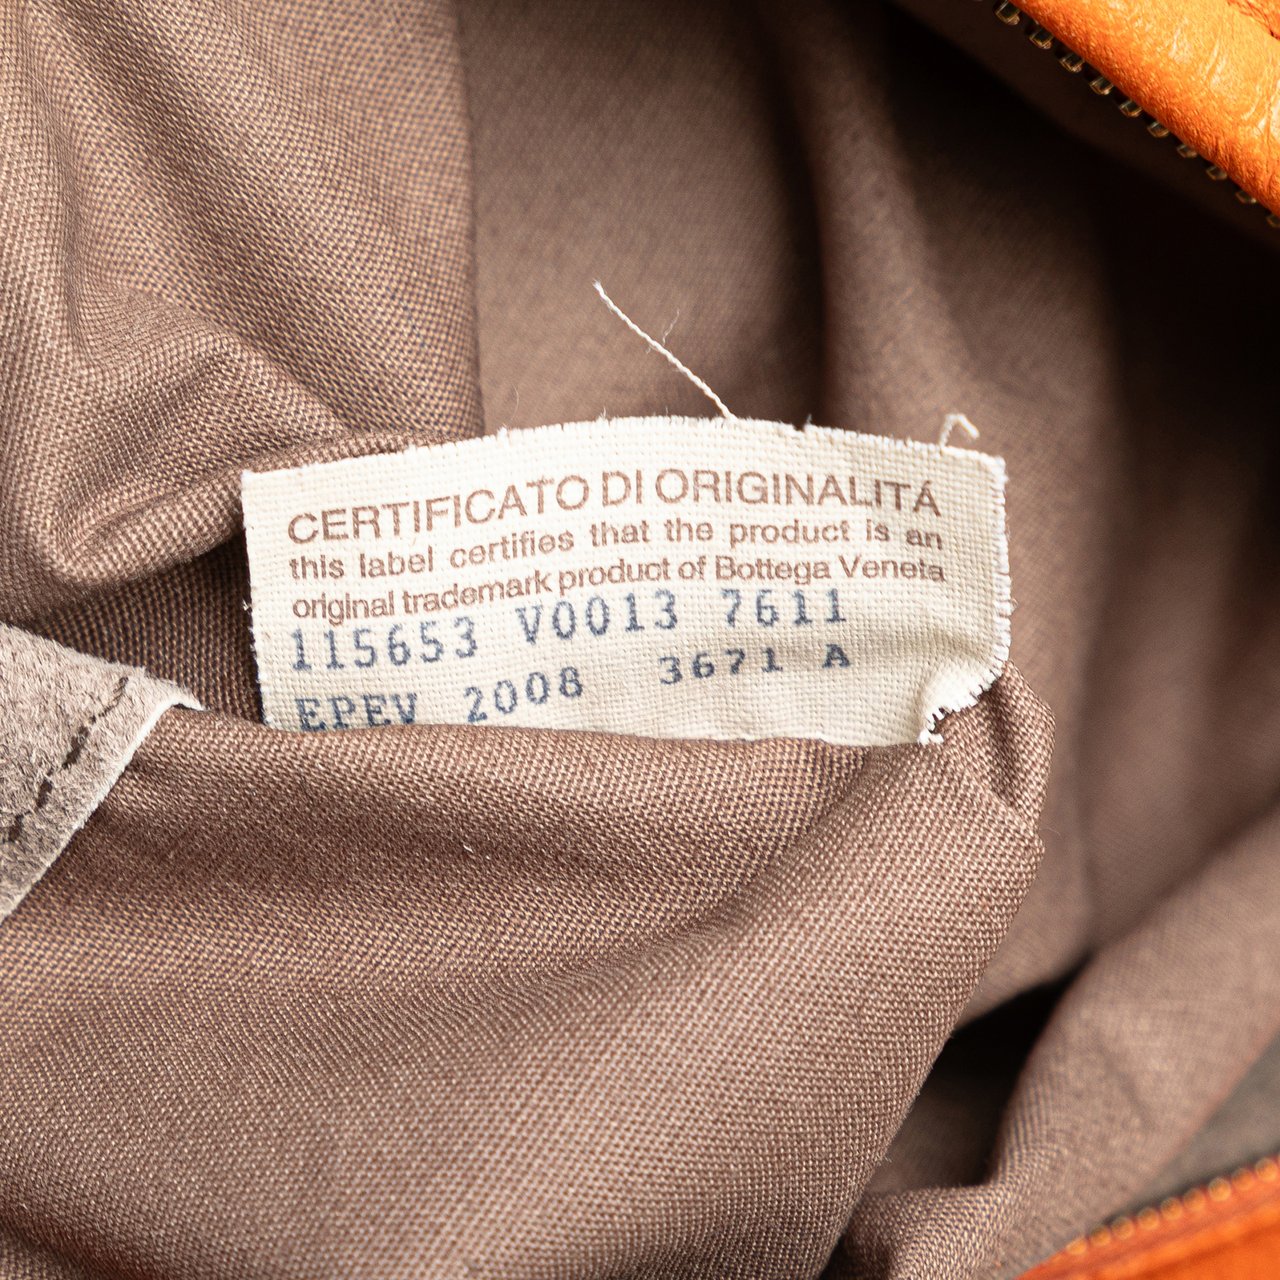 CERTIFICATO DI ORIGINALITÁ
this label certifies that the product is an
original trademark product of Bottega Veneta
115653 V0013 7611
EPEV 2008 3671 A